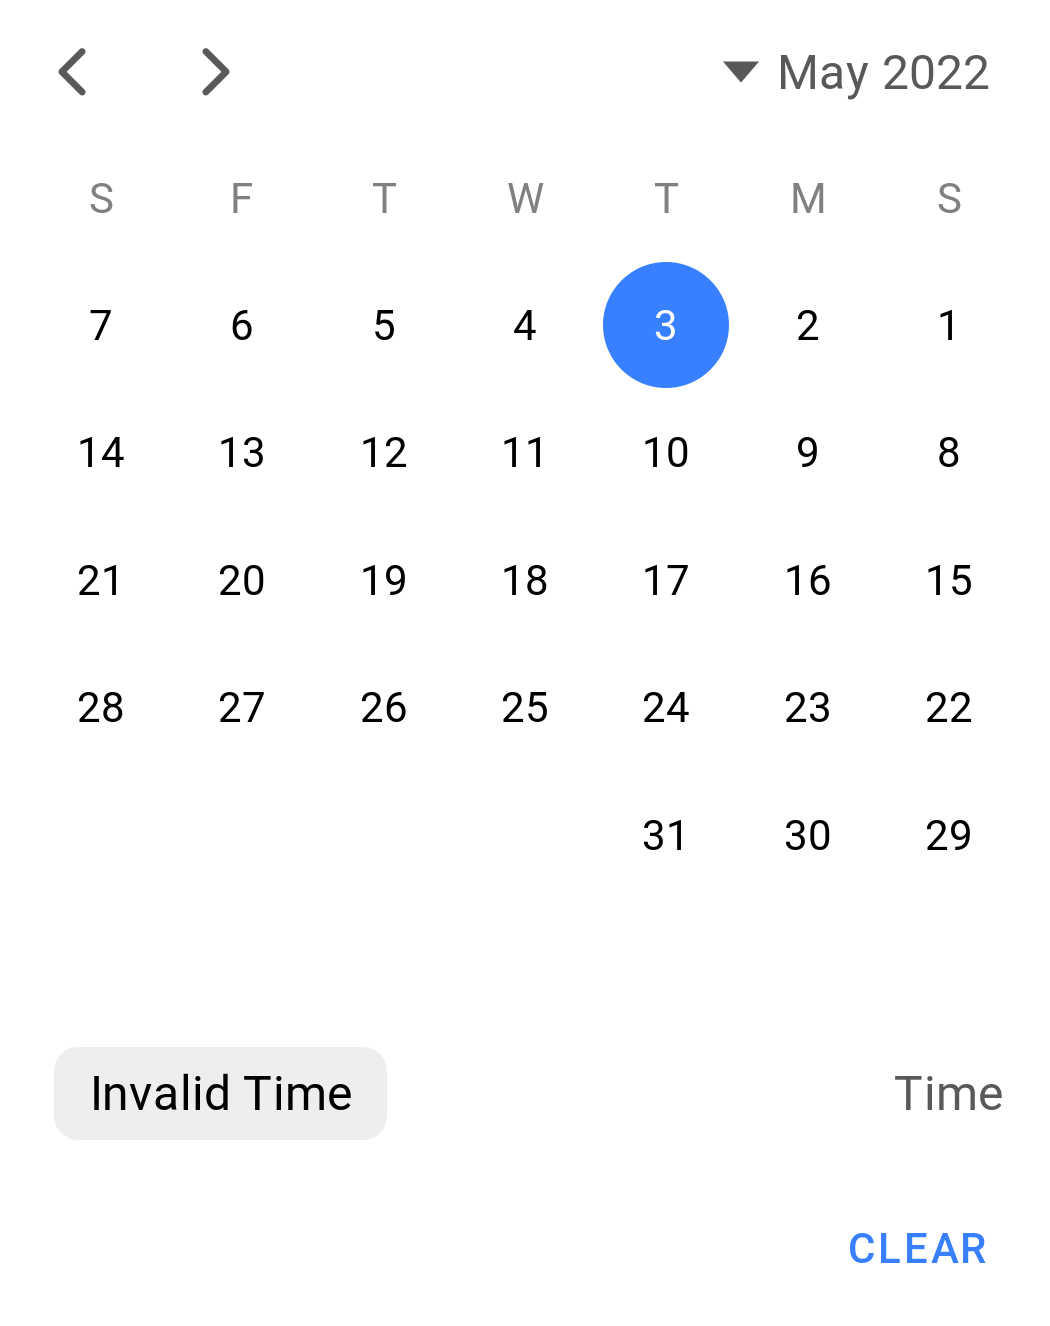 May 2022
S F T W T M S
7 6 5 4 3 2 1
14 13 12 11 10 9 8
21 20 19 18 17 16 15
28 27 26 25 24 23 22
31 30 29
Invalid Time Time
CLEAR